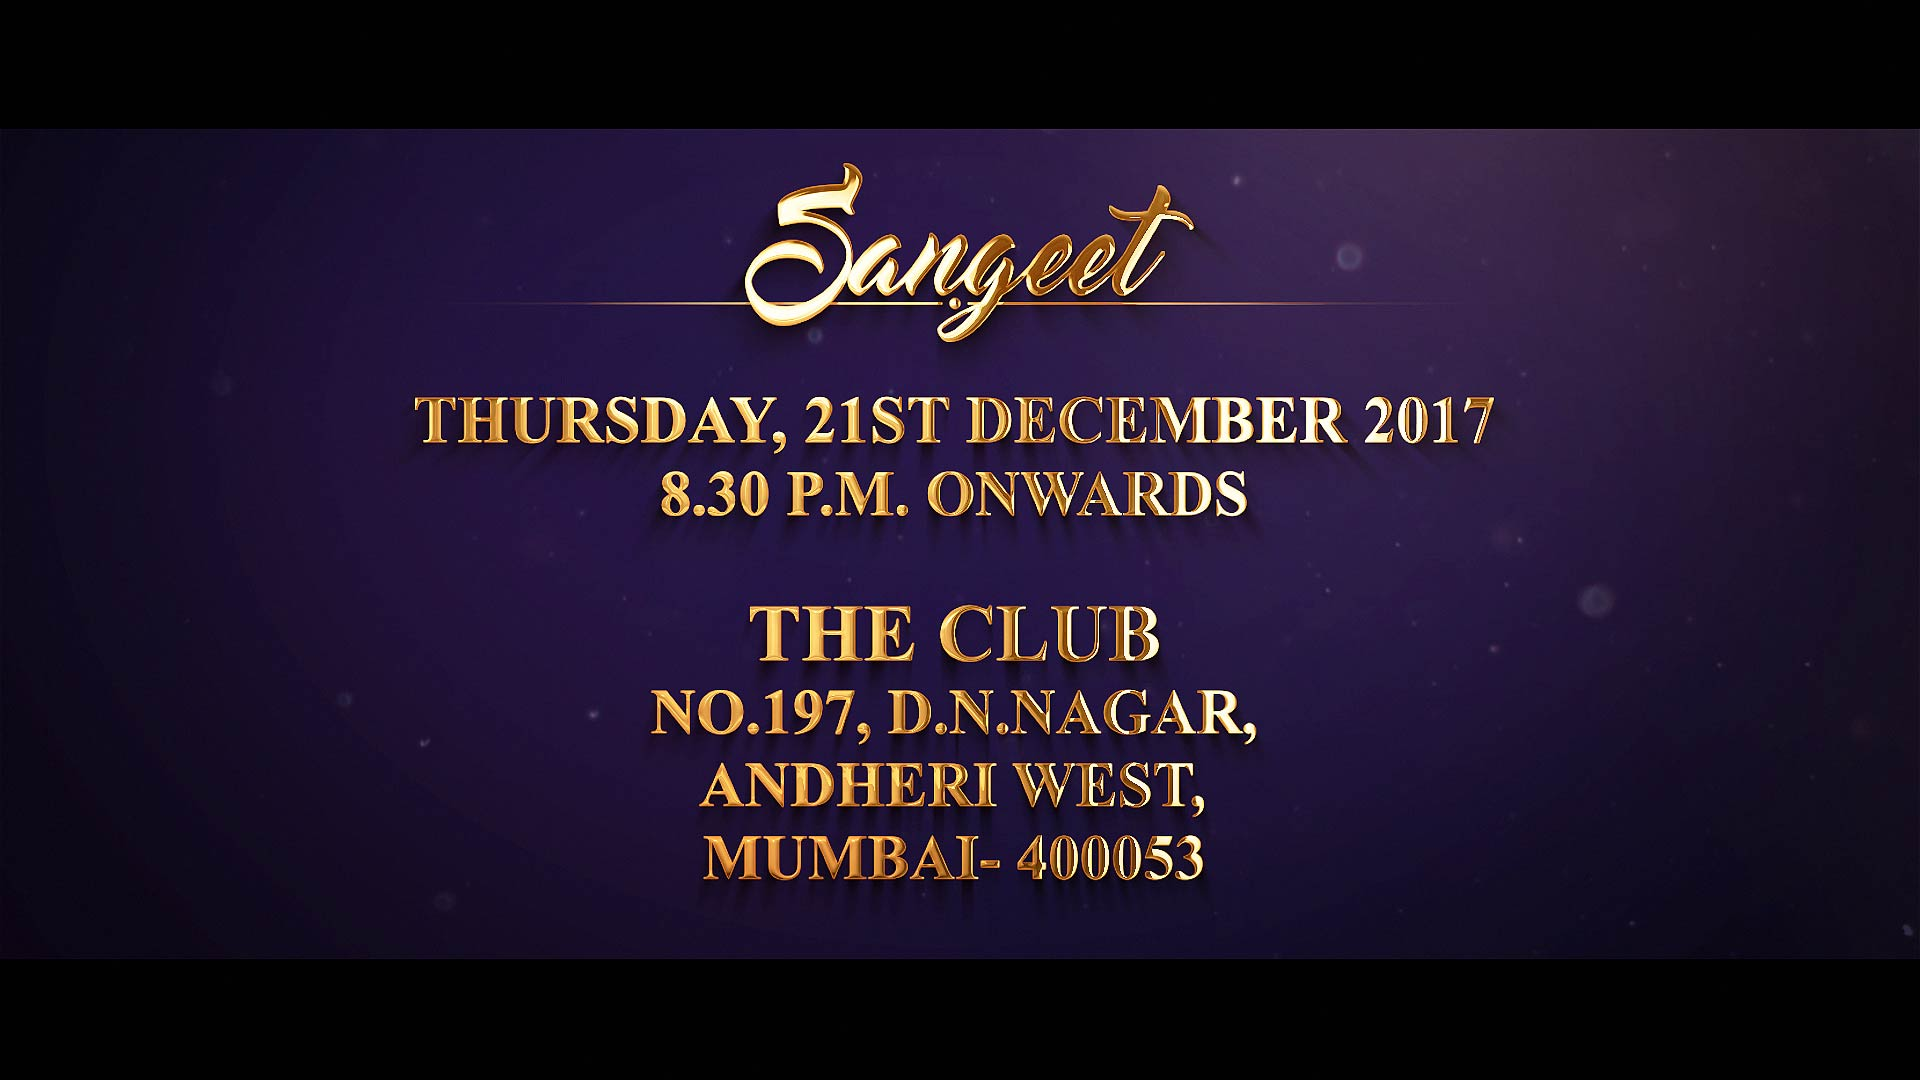 Sangeet
THURSDAY, 21ST DECEMBER 2017
8.30 P.M. ONWARDS
THE CLUB
NO.197, D.N.NAGAR,
ANDHERI WEST,
MUMBAI- 400053